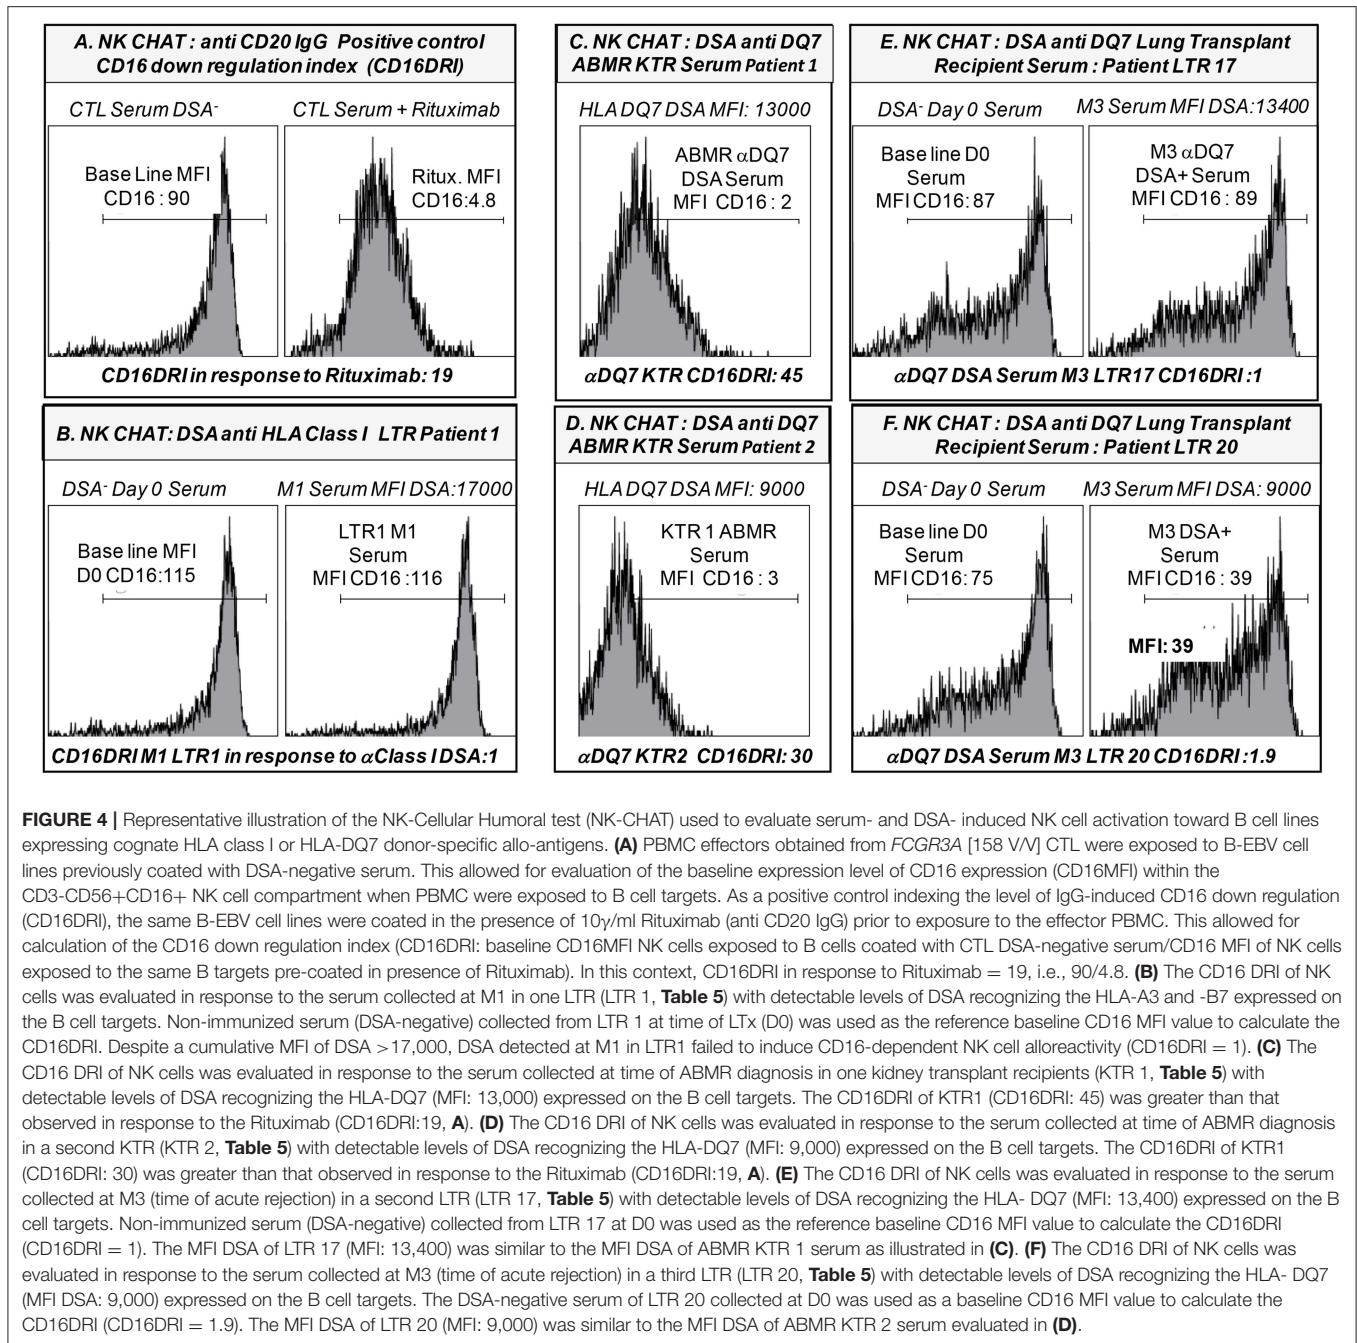 A. NK CHAT : anti CD20 IgG Positive control
CD16 down regulation index (CD16DRI)
CTL Serum DSA-
CTL Serum + Rituximab
Base Line MFI
CD16 : 90
Ritux. MFI
CD16:4.8
CD16DRI in response to Rituximab: 19
B. NK CHAT: DSA anti HLA Class I LTR Patient 1
DSA- Day 0 Serum
M1 Serum MFI DSA:17000
Base line MFI
D0 CD16:115
LTR1 M1
Serum
MFI CD16 :116
CD16DRI M1 LTR1 in response to αClass I DSA:1
C. NK CHAT : DSA anti DQ7
ABMR KTR Serum Patient 1
HLA DQ7 DSA MFI: 13000
ABMR αDQ7
DSA Serum
MFI CD16 : 2
αDQ7 KTR CD16DRI: 45
D. NK CHAT : DSA anti DQ7
ABMR KTR Serum Patient 2
HLA DQ7 DSA MFI: 9000
KTR 1 ABMR
Serum
MFI CD16 : 3
αDQ7 KTR2 CD16DRI: 30
E. NK CHAT : DSA anti DQ7 Lung Transplant
Recipient Serum : Patient LTR 17
DSA- Day 0 Serum
M3 Serum MFI DSA:13400
Base line D0
Serum
MFI CD16: 87
M3 αDQ7
DSA+ Serum
MFI CD16 : 89
αDQ7 DSA Serum M3 LTR17 CD16DRI :1
F. NK CHAT : DSA anti DQ7 Lung Transplant
Recipient Serum : Patient LTR 20
DSA- Day 0 Serum
M3 Serum MFI DSA: 9000
Base line D0
Serum
MFI CD16: 75
M3 DSA+
Serum
MFI CD16 : 39
MFI: 39
αDQ7 DSA Serum M3 LTR 20 CD16DRI :1.9
FIGURE 4 | Representative illustration of the NK-Cellular Humoral test (NK-CHAT) used to evaluate serum- and DSA- induced NK cell activation toward B cell lines
expressing cognate HLA class I or HLA-DQ7 donor-specific allo-antigens. (A) PBMC effectors obtained from FCGR3A [158 V/V] CTL were exposed to B-EBV cell
lines previously coated with DSA-negative serum. This allowed for evaluation of the baseline expression level of CD16 expression (CD16MFI) within the
CD3-CD56+CD16+ NK cell compartment when PBMC were exposed to B cell targets. As a positive control indexing the level of IgG-induced CD16 down regulation
(CD16DRI), the same B-EBV cell lines were coated in the presence of 10γ/ml Rituximab (anti CD20 IgG) prior to exposure to the effector PBMC. This allowed for
calculation of the CD16 down regulation index (CD16DRI: baseline CD16MFI NK cells exposed to B cells coated with CTL DSA-negative serum/CD16 MFI of NK cells
exposed to the same B targets pre-coated in presence of Rituximab). In this context, CD16DRI in response to Rituximab = 19, i.e., 90/4.8. (B) The CD16 DRI of NK
cells was evaluated in response to the serum collected at M1 in one LTR (LTR 1, Table 5) with detectable levels of DSA recognizing the HLA-A3 and -B7 expressed on
the B cell targets. Non-immunized serum (DSA-negative) collected from LTR 1 at time of LTx (D0) was used as the reference baseline CD16 MFI value to calculate the
CD16DRI. Despite a cumulative MFI of DSA >17,000, DSA detected at M1 in LTR1 failed to induce CD16-dependent NK cell alloreactivity (CD16DRI = 1). (C) The
CD16 DRI of NK cells was evaluated in response to the serum collected at time of ABMR diagnosis in one kidney transplant recipients (KTR 1, Table 5) with
detectable levels of DSA recognizing the HLA-DQ7 (MFI: 13,000) expressed on the B cell targets. The CD16DRI of KTR1 (CD16DRI: 45) was greater than that
observed in response to the Rituximab (CD16DRI:19, A). (D) The CD16 DRI of NK cells was evaluated in response to the serum collected at time of ABMR diagnosis
in a second KTR (KTR 2, Table 5) with detectable levels of DSA recognizing the HLA-DQ7 (MFI: 9,000) expressed on the B cell targets. The CD16DRI of KTR1
(CD16DRI: 30) was greater than that observed in response to the Rituximab (CD16DRI:19, A). (E) The CD16 DRI of NK cells was evaluated in response to the serum
collected at M3 (time of acute rejection) in a second LTR (LTR 17, Table 5) with detectable levels of DSA recognizing the HLA- DQ7 (MFI: 13,400) expressed on the B
cell targets. Non-immunized serum (DSA-negative) collected from LTR 17 at D0 was used as the reference baseline CD16 MFI value to calculate the CD16DRI
(CD16DRI = 1). The MFI DSA of LTR 17 (MFI: 13,400) was similar to the MFI DSA of ABMR KTR 1 serum as illustrated in (C). (F) The CD16 DRI of NK cells was
evaluated in response to the serum collected at M3 (time of acute rejection) in a third LTR (LTR 20, Table 5) with detectable levels of DSA recognizing the HLA- DQ7
(MFI DSA: 9,000) expressed on the B cell targets. The DSA-negative serum of LTR 20 collected at D0 was used as a baseline CD16 MFI value to calculate the
CD16DRI (CD16DRI = 1.9). The MFI DSA of LTR 20 (MFI: 9,000) was similar to the MFI DSA of ABMR KTR 2 serum evaluated in (D).